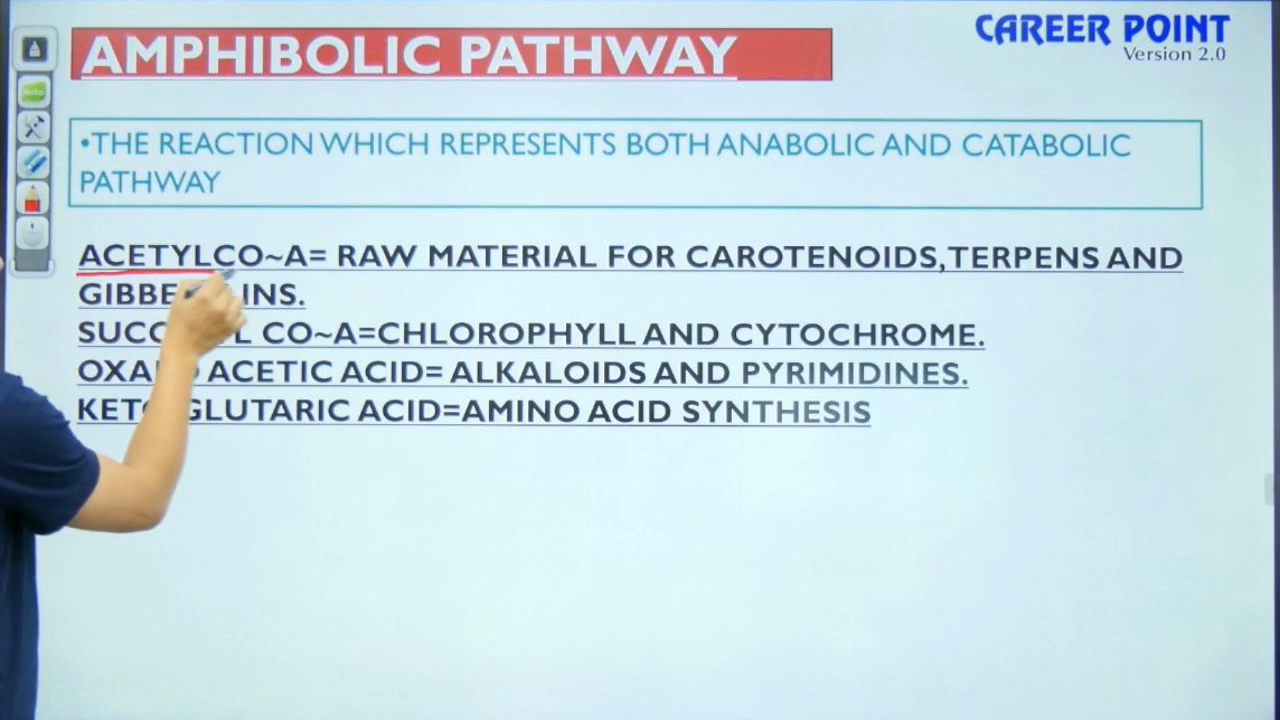 AMPHIBOLIC PATHWAY
CAREER POINT
Version 2.0
•THE REACTION WHICH REPRESENTS BOTH ANABOLIC AND CATABOLIC
PATHWAY
ACETYLCO~A= RAW MATERIAL FOR CAROTENOIDS,TERPENS AND
CO~A=CHLOROPHYLL AND CYTOCHROME.
ACETIC ACID= ALKALOIDS AND PYRIMIDINES.
GLUTARIC ACID=AMINO ACID SYNTHESIS